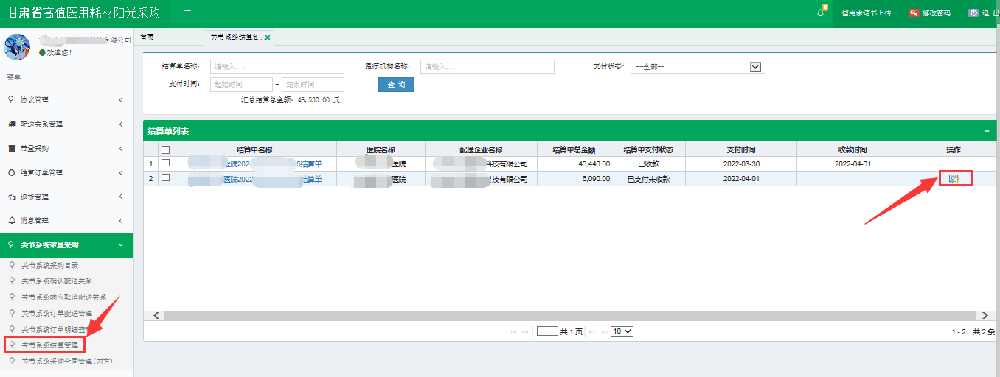 甘肃省高值医用耗材阳光采购
8
信用承诺书上传
修改密码
退 出
有限公司
欢迎您!
菜单
协议管理
配送关系管理
带量采购
结算订单管理
退货管理
消息管理
关节系统带量采购
关节系统采购目录
关节系统确认配送关系
关节系统响应取消配送关系
关节系统订单配送管理
关节系统订单明细查
关节系统结算管理
关节系统采购合同管理(丙方)
首页
关节系统结算管..
结算单名称: 请输入...
医疗机构名称: 请输入...
支付状态: --全部--
支付时间: 起始时间 - 结束时间
查 询
汇总结算总金额: 46,530.00 元
结算单列表
结算单名称 医院名称 配送企业名称 结算单总金额 结算单支付状态 支付时间 收款时间 操作
1 医院202 5结算单 医院 科技有限公司 40,440.00 已收款 2022-03-30 2022-04-01
2 医院2022 结算单 医院 科技有限公司 6,090.00 已支付未收款 2022-04-01
1 共 1 页 10
1 - 2 共 2 条